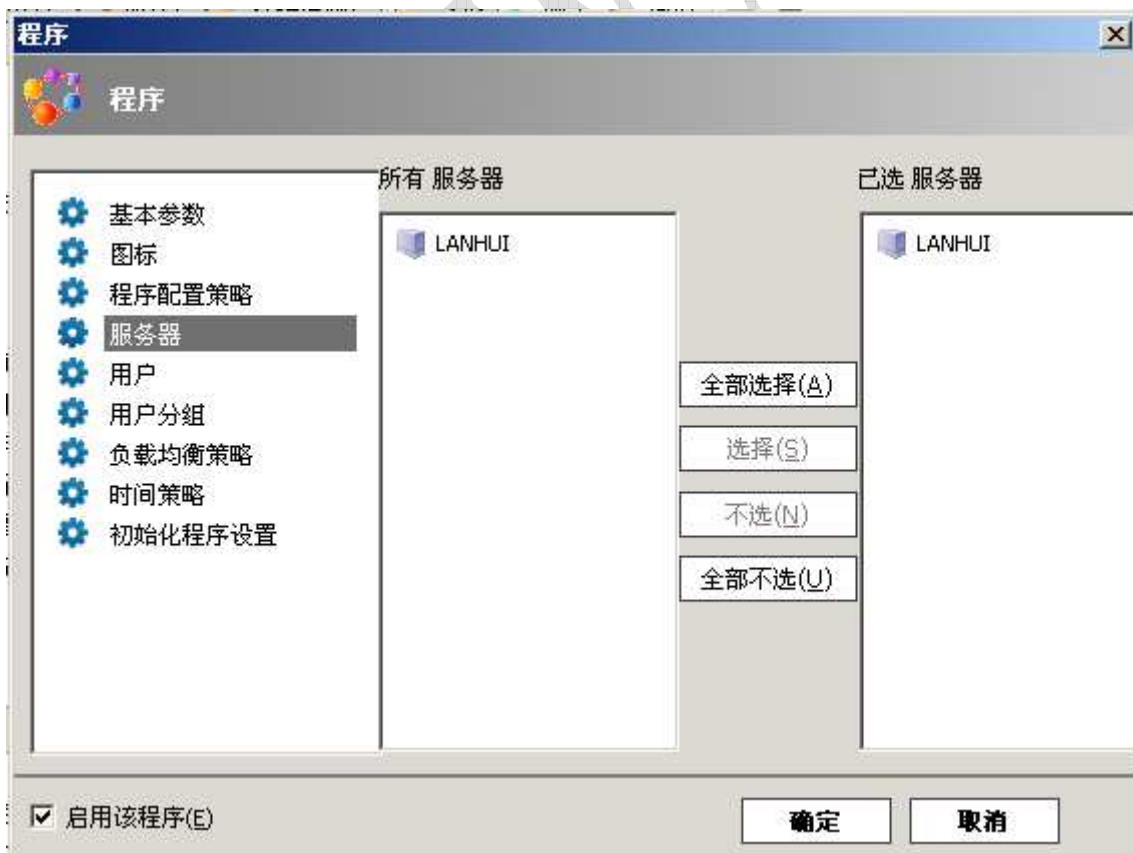 程序
程序
基本参数
图标
程序配置策略
服务器
用户
用户分组
负载均衡策略
时间策略
初始化程序设置
所有 服务器
LANHUI
全部选择(A)
选择(S)
不选(N)
全部不选(U)
已选 服务器
LANHUI
启用该程序(E)
确定
取消